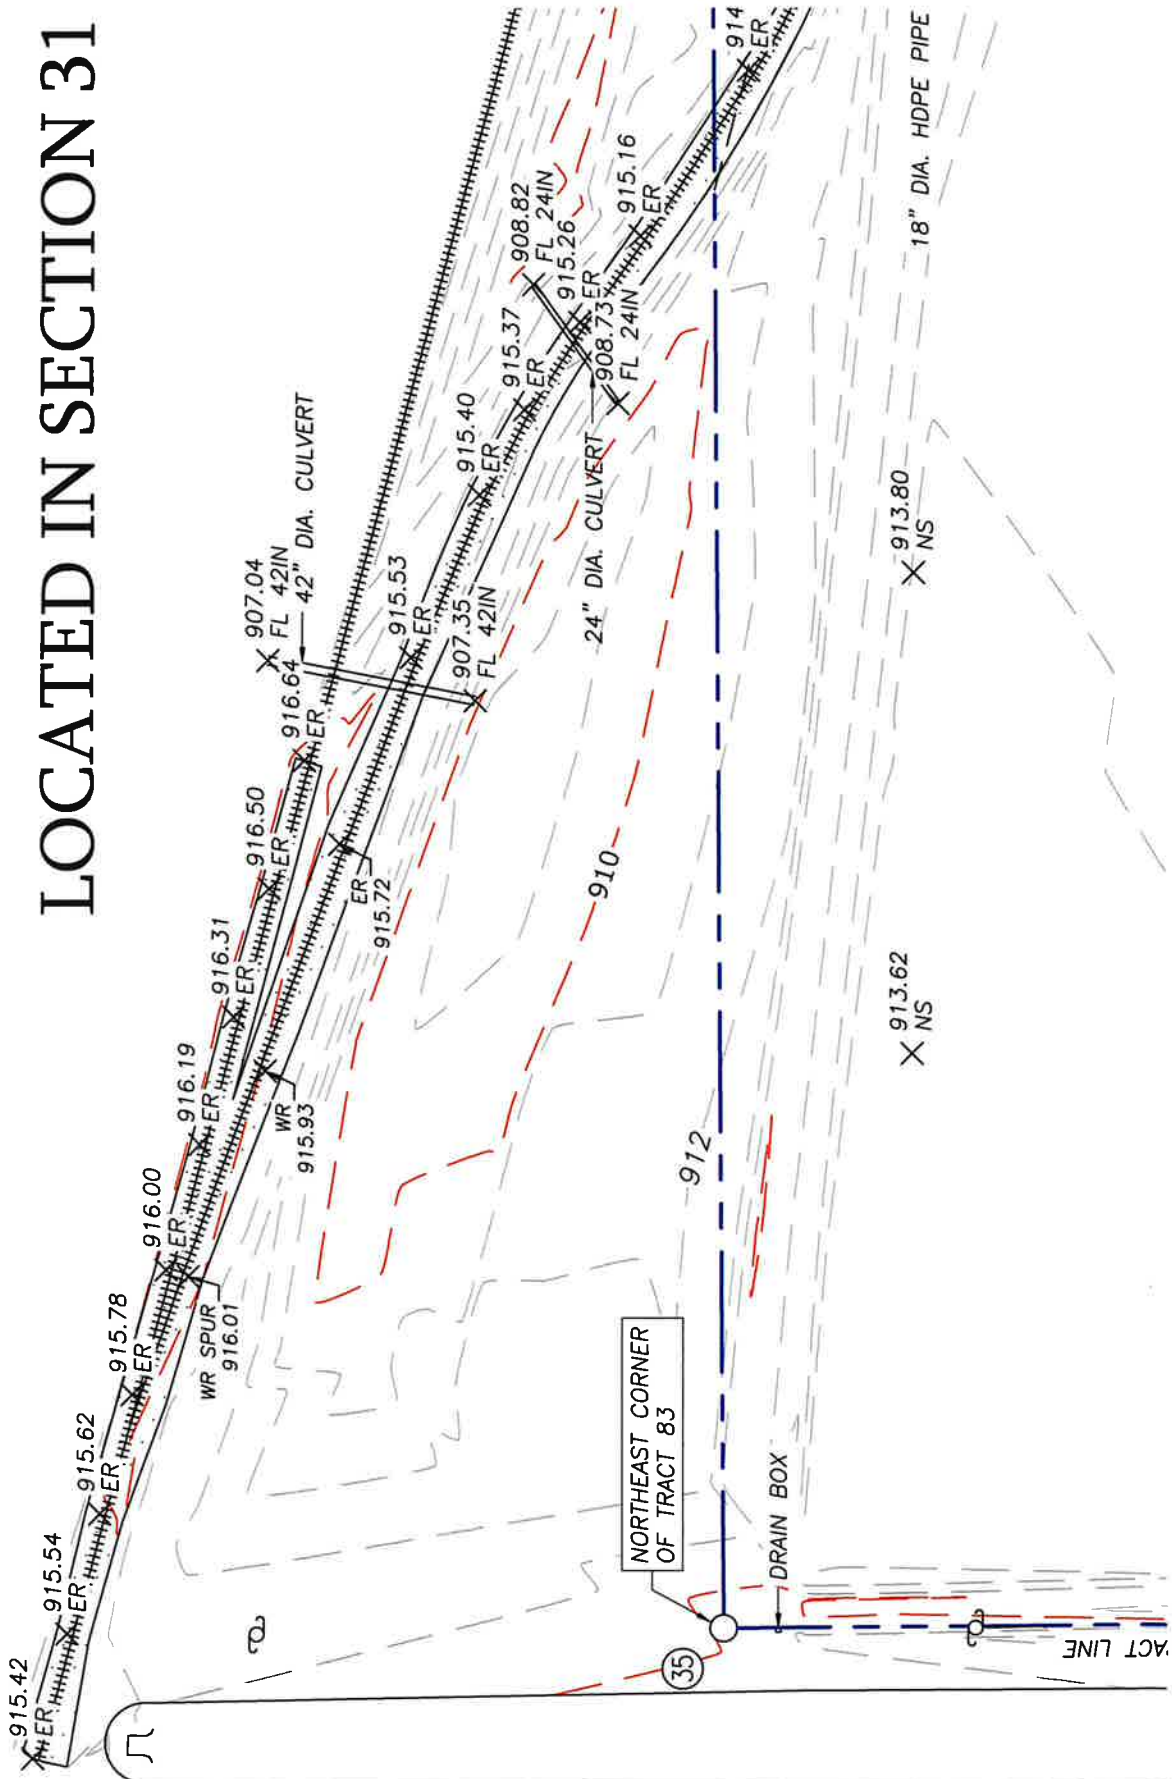 LOCATED IN SECTION 31
915.42
ER
915.54
ER
915.62
ER
915.78
ER
916.00
ER
916.19
ER
916.31
ER
916.50
ER
916.64
ER
WR SPUR
916.01
WR
915.93
ER
915.72
907.04
FL 42IN
42" DIA. CULVERT
915.53
ER
907.35
FL 42IN
915.40
ER
915.37
ER
908.82
FL 24IN
915.26
ER
908.73
FL 24IN
24" DIA. CULVERT
915.16
ER
914
ER
910
912
18" DIA. HDPE PIPE
913.80
NS
913.62
NS
NORTHEAST CORNER
OF TRACT 83
DRAIN BOX
35
ACT LINE